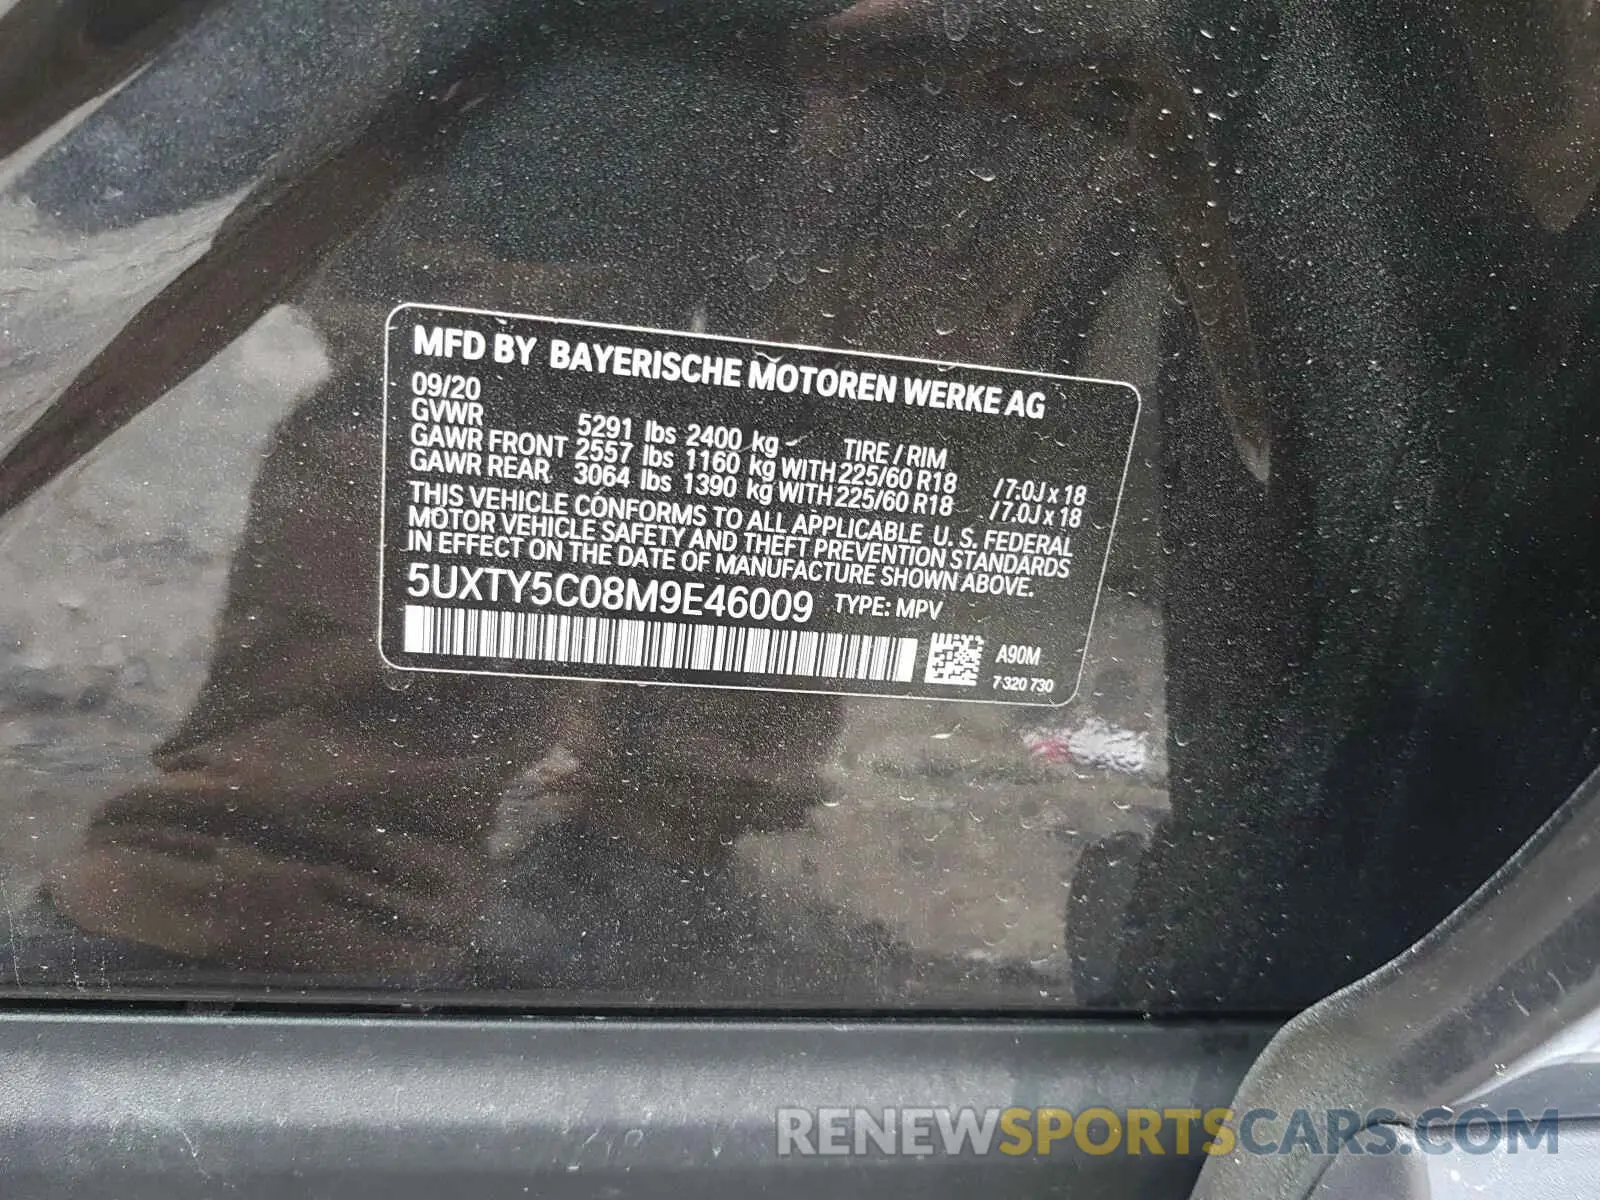 MFD BY BAYERISCHE MOTOREN WERKE AG
09/20
GVWR 5291 lbs 2400 kg TIRE / RIM
GAWR FRONT 2557 lbs 1160 kg WITH 225/60 R18 / 7.0J x 18
GAWR REAR 3064 lbs 1390 kg WITH 225/60 R18 / 7.0J x 18
THIS VEHICLE CONFORMS TO ALL APPLICABLE U. S. FEDERAL
MOTOR VEHICLE SAFETY AND THEFT PREVENTION STANDARDS
IN EFFECT ON THE DATE OF MANUFACTURE SHOWN ABOVE.
5UXTY5C08M9E46009 TYPE: MPV
A90M
7 320 730
RENEWSPORTSCARS.COM